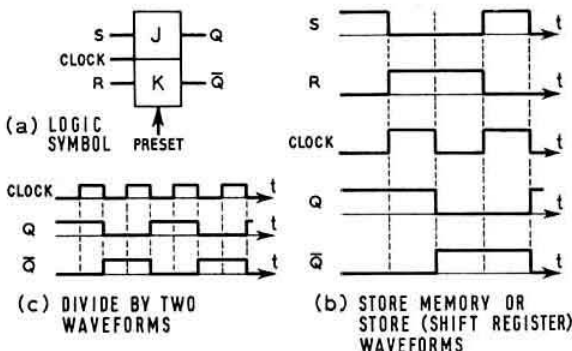 S J Q
CLOCK
R K Q̅
(a) LOGIC
SYMBOL PRESET
CLOCK t
Q t
Q̅ t
(c) DIVIDE BY TWO
WAVEFORMS
S t
R t
CLOCK t
Q t
Q̅ t
(b) STORE MEMORY OR
STORE (SHIFT REGISTER)
WAVEFORMS